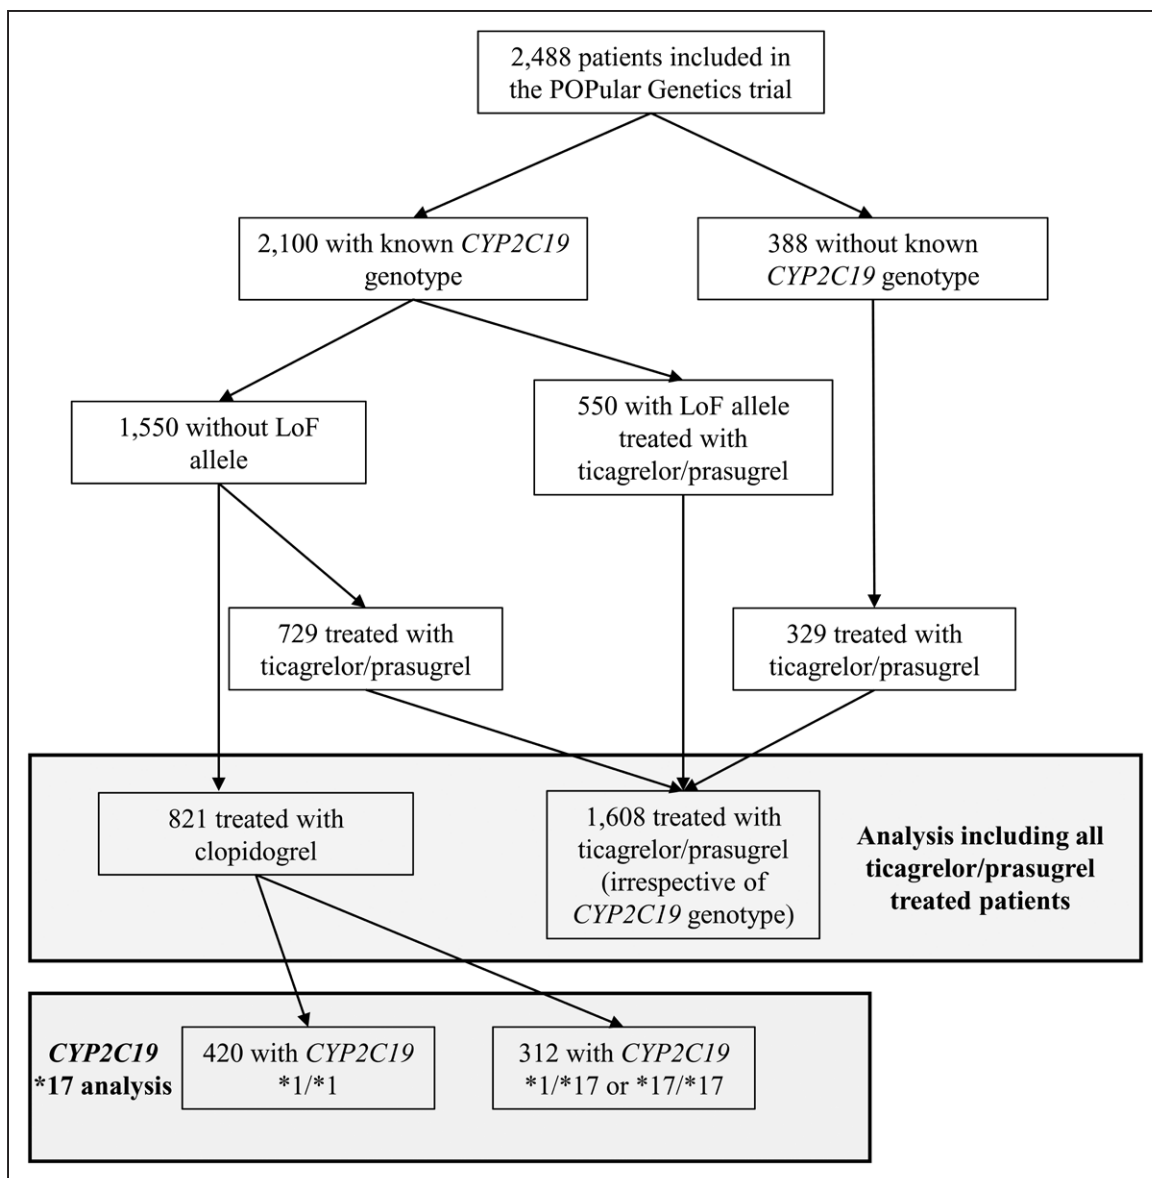 2,488 patients included in
the POPular Genetics trial
2,100 with known CYP2C19
genotype
388 without known
CYP2C19 genotype
1,550 without LoF
allele
550 with LoF allele
treated with
ticagrelor/prasugrel
729 treated with
ticagrelor/prasugrel
329 treated with
ticagrelor/prasugrel
821 treated with
clopidogrel
1,608 treated with
ticagrelor/prasugrel
(irrespective of
CYP2C19 genotype)
Analysis including all
ticagrelor/prasugrel
treated patients
CYP2C19
*17 analysis
420 with CYP2C19
*1/*1
312 with CYP2C19
*1/*17 or *17/*17